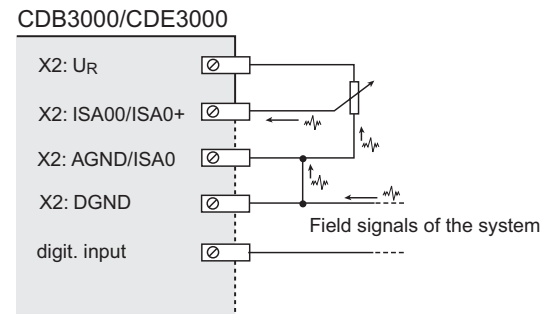 CDB3000/CDE3000
X2: UR
X2: ISA00/ISA0+
X2: AGND/ISA0
X2: DGND
Field signals of the system
digit. input